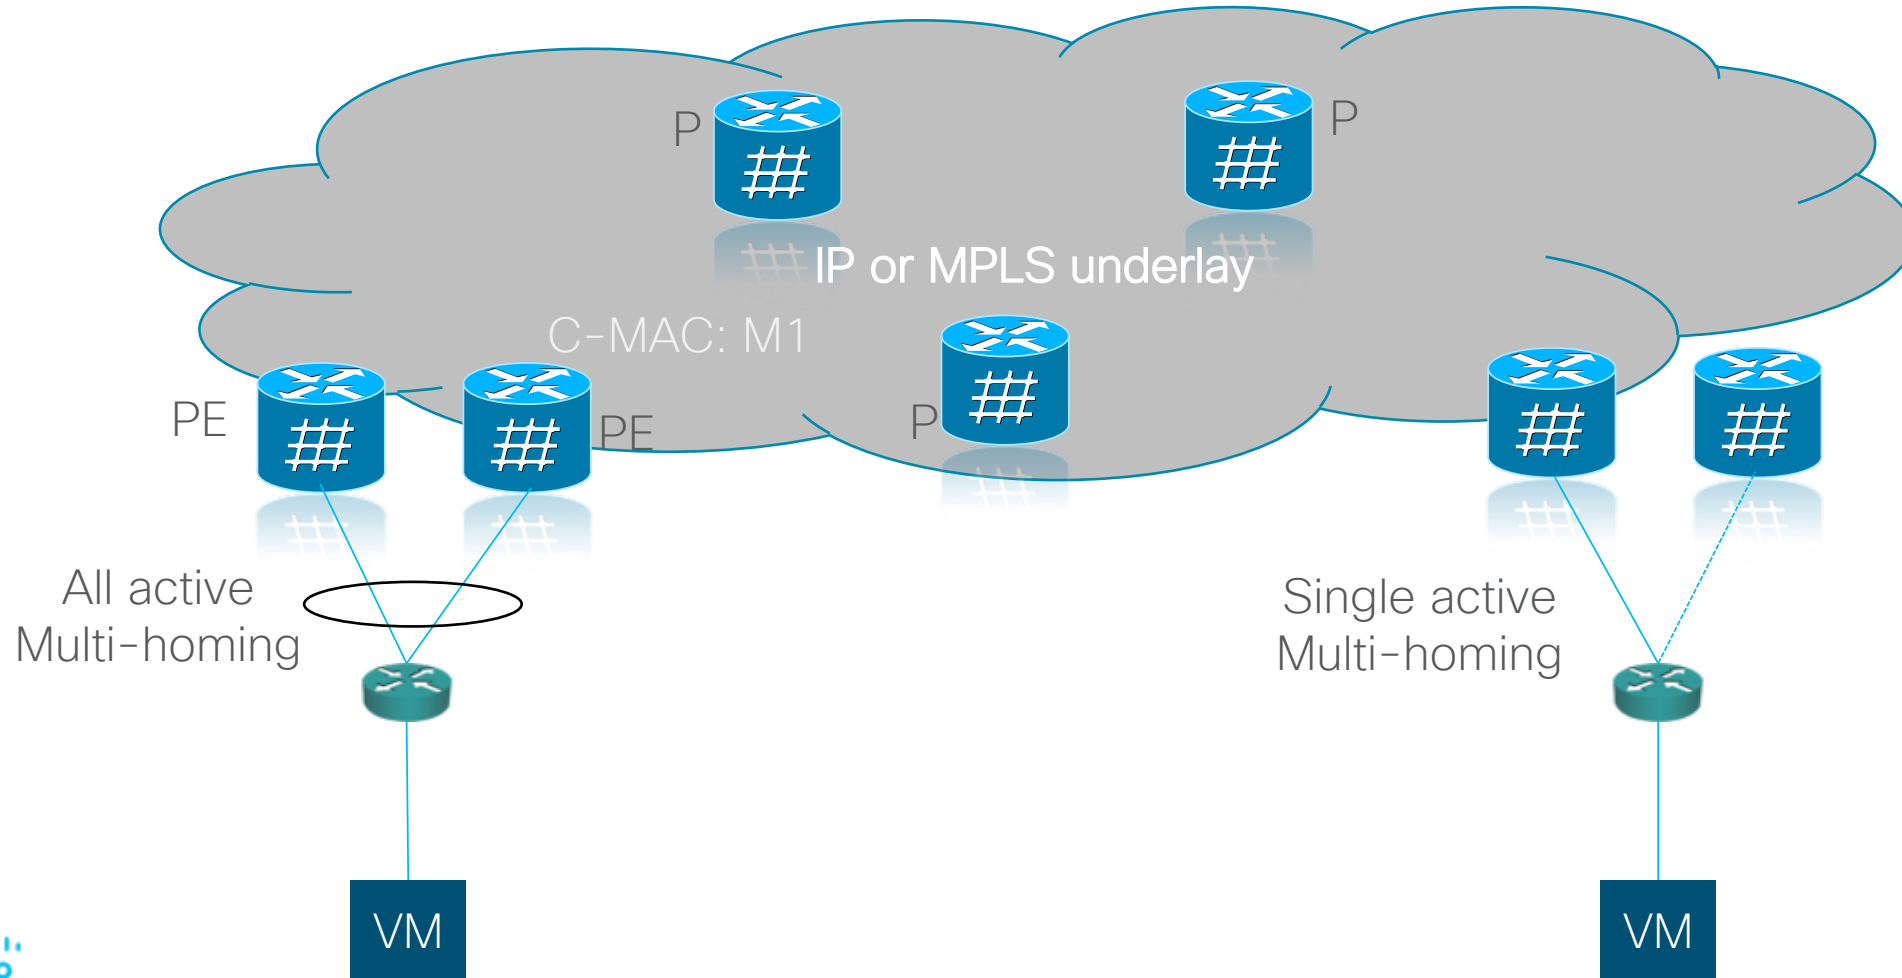 P
P
IP or MPLS underlay
C-MAC: M1
PE
PE
P
All active
Multi-homing
Single active
Multi-homing
VM
VM